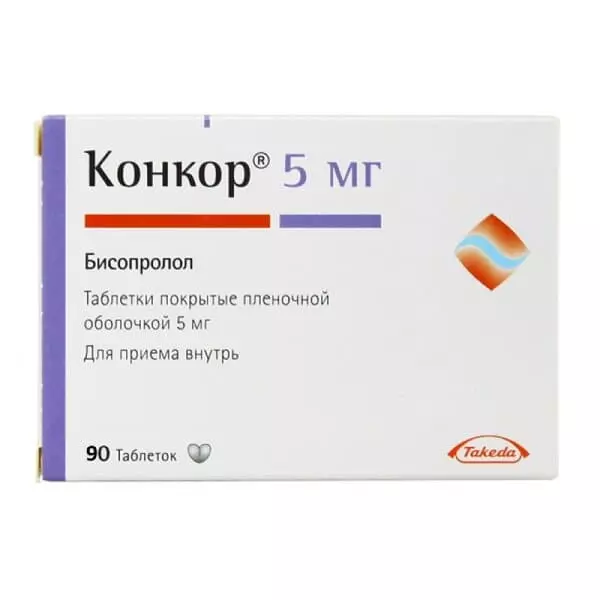 Конкор® 5 мг
Бисопролол
Таблетки покрытые пленочной
оболочкой 5 мг
Для приема внутрь
90 Таблеток
Takeda